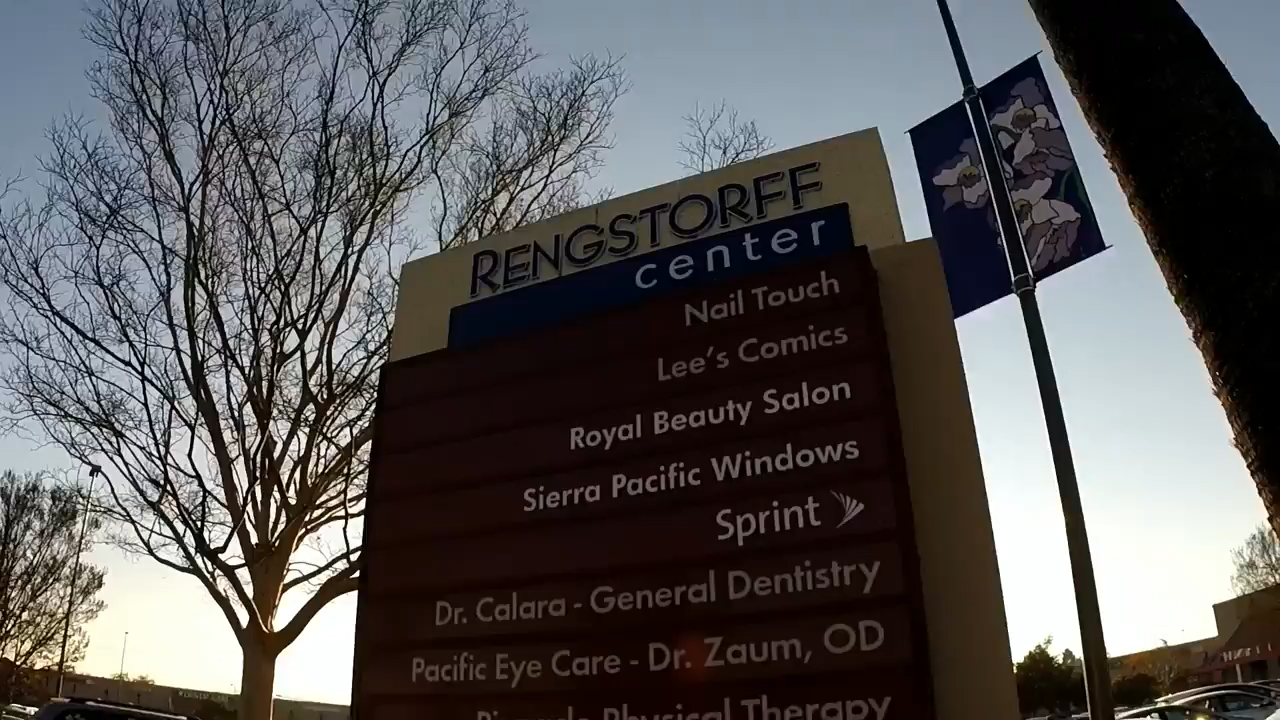 RENGSTORFF
center
Nail Touch
Lee's Comics
Royal Beauty Salon
Sierra Pacific Windows
Sprint
Dr. Calara - General Dentistry
Pacific Eye Care - Dr. Zaum, OD
Physical Therapy